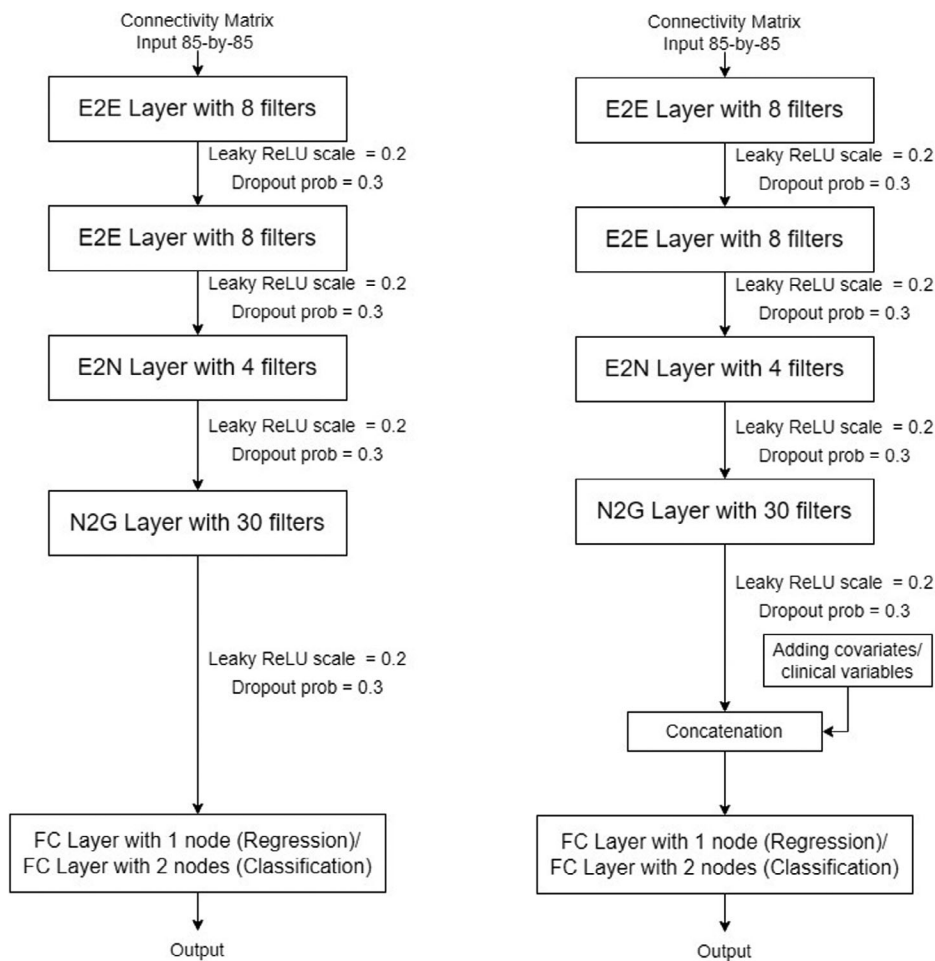 Connectivity Matrix
Input 85-by-85
E2E Layer with 8 filters
Leaky ReLU scale = 0.2
Dropout prob = 0.3
E2E Layer with 8 filters
Leaky ReLU scale = 0.2
Dropout prob = 0.3
E2N Layer with 4 filters
Leaky ReLU scale = 0.2
Dropout prob = 0.3
N2G Layer with 30 filters
Leaky ReLU scale = 0.2
Dropout prob = 0.3
FC Layer with 1 node (Regression)/
FC Layer with 2 nodes (Classification)
Output
Connectivity Matrix
Input 85-by-85
E2E Layer with 8 filters
Leaky ReLU scale = 0.2
Dropout prob = 0.3
E2E Layer with 8 filters
Leaky ReLU scale = 0.2
Dropout prob = 0.3
E2N Layer with 4 filters
Leaky ReLU scale = 0.2
Dropout prob = 0.3
N2G Layer with 30 filters
Leaky ReLU scale = 0.2
Dropout prob = 0.3
Adding covariates/
clinical variables
Concatenation
FC Layer with 1 node (Regression)/
FC Layer with 2 nodes (Classification)
Output